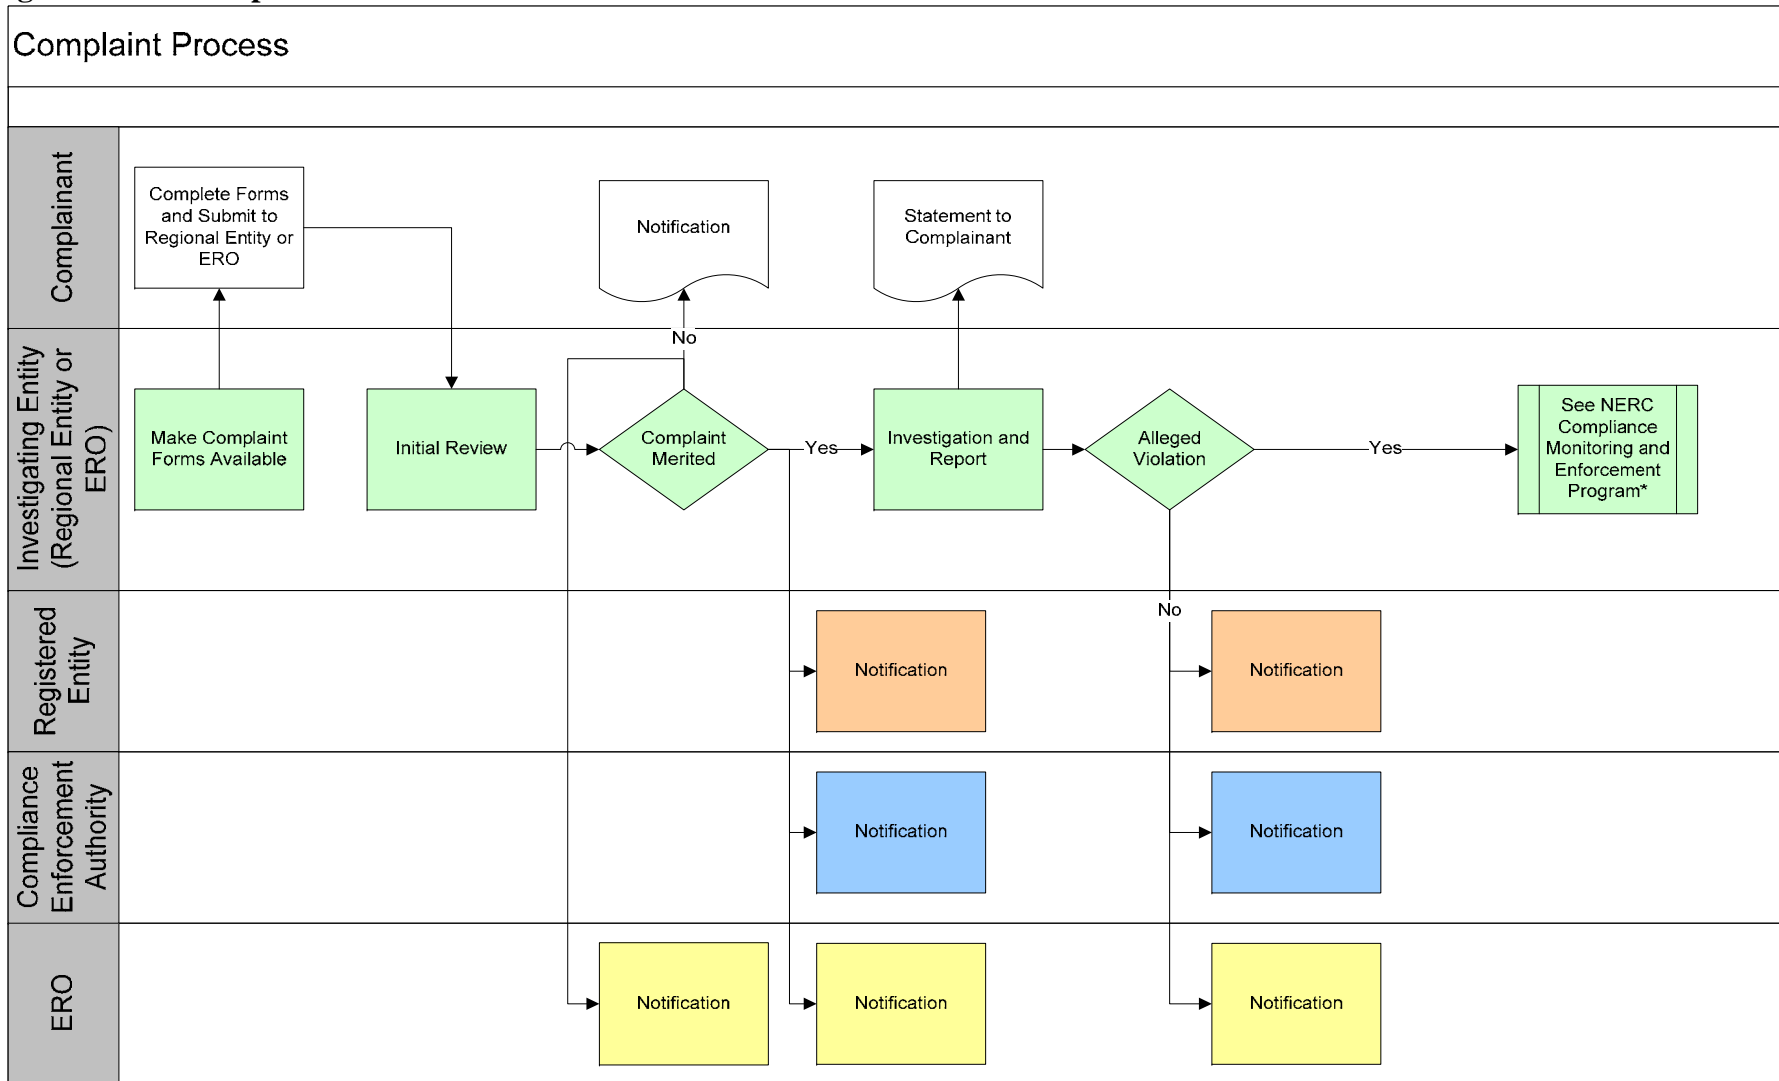 Complaint Process
Complainant
Complete Forms
and Submit to
Regional Entity or
ERO
Notification
Statement to
Complainant
Investigating Entity
(Regional Entity or
ERO)
Make Complaint
Forms Available
Initial Review
No
Complaint
Merited
Yes
Investigation and
Report
Alleged
Violation
Yes
See NERC
Compliance
Monitoring and
Enforcement
Program*
No
Registered
Entity
Notification
Notification
Compliance
Enforcement
Authority
Notification
Notification
ERO
Notification
Notification
Notification